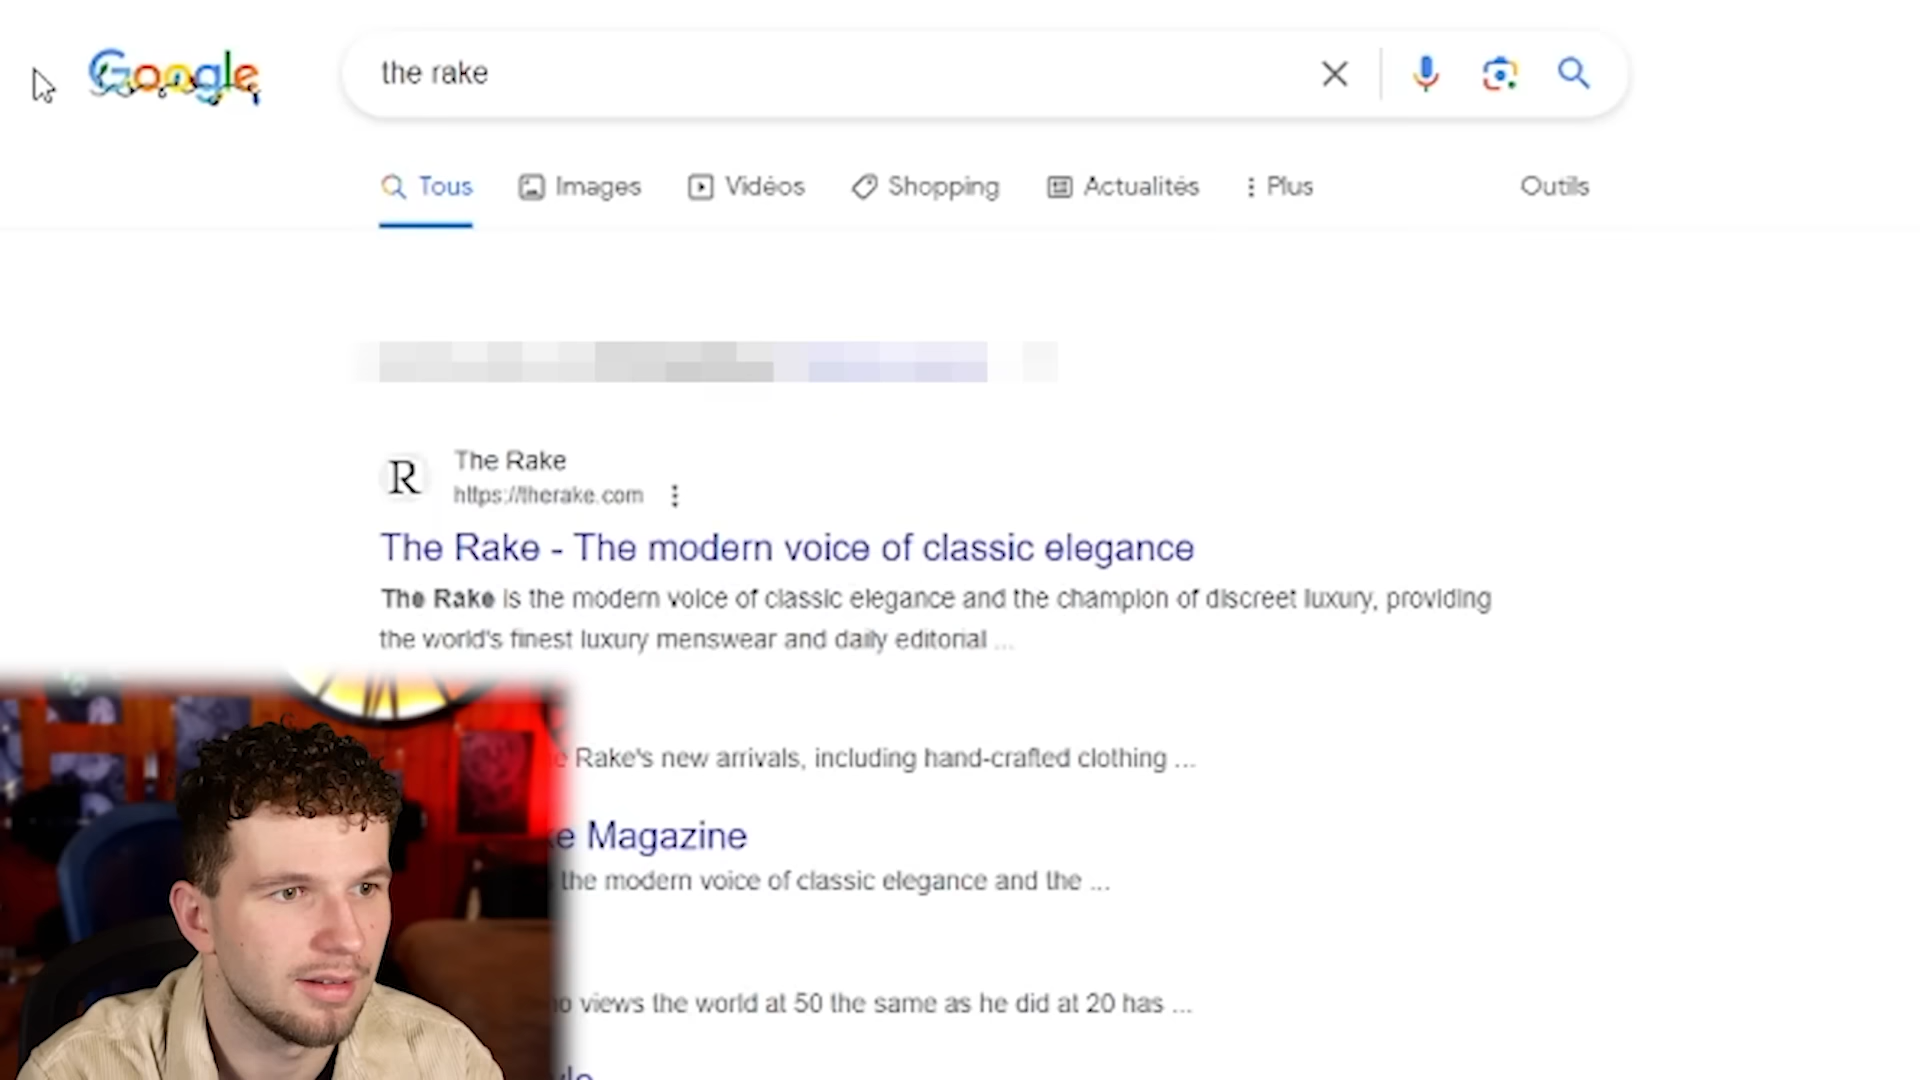 Google
the rake
Tous Images Vidéos Shopping Actualités Plus Outils
R
The Rake
https://therake.com
The Rake - The modern voice of classic elegance
The Rake is the modern voice of classic elegance and the champion of discreet luxury, providing
the world's finest luxury menswear and daily editorial ...
Rake's new arrivals, including hand-crafted clothing ...
Magazine
the modern voice of classic elegance and the ...
views the world at 50 the same as he did at 20 has ...